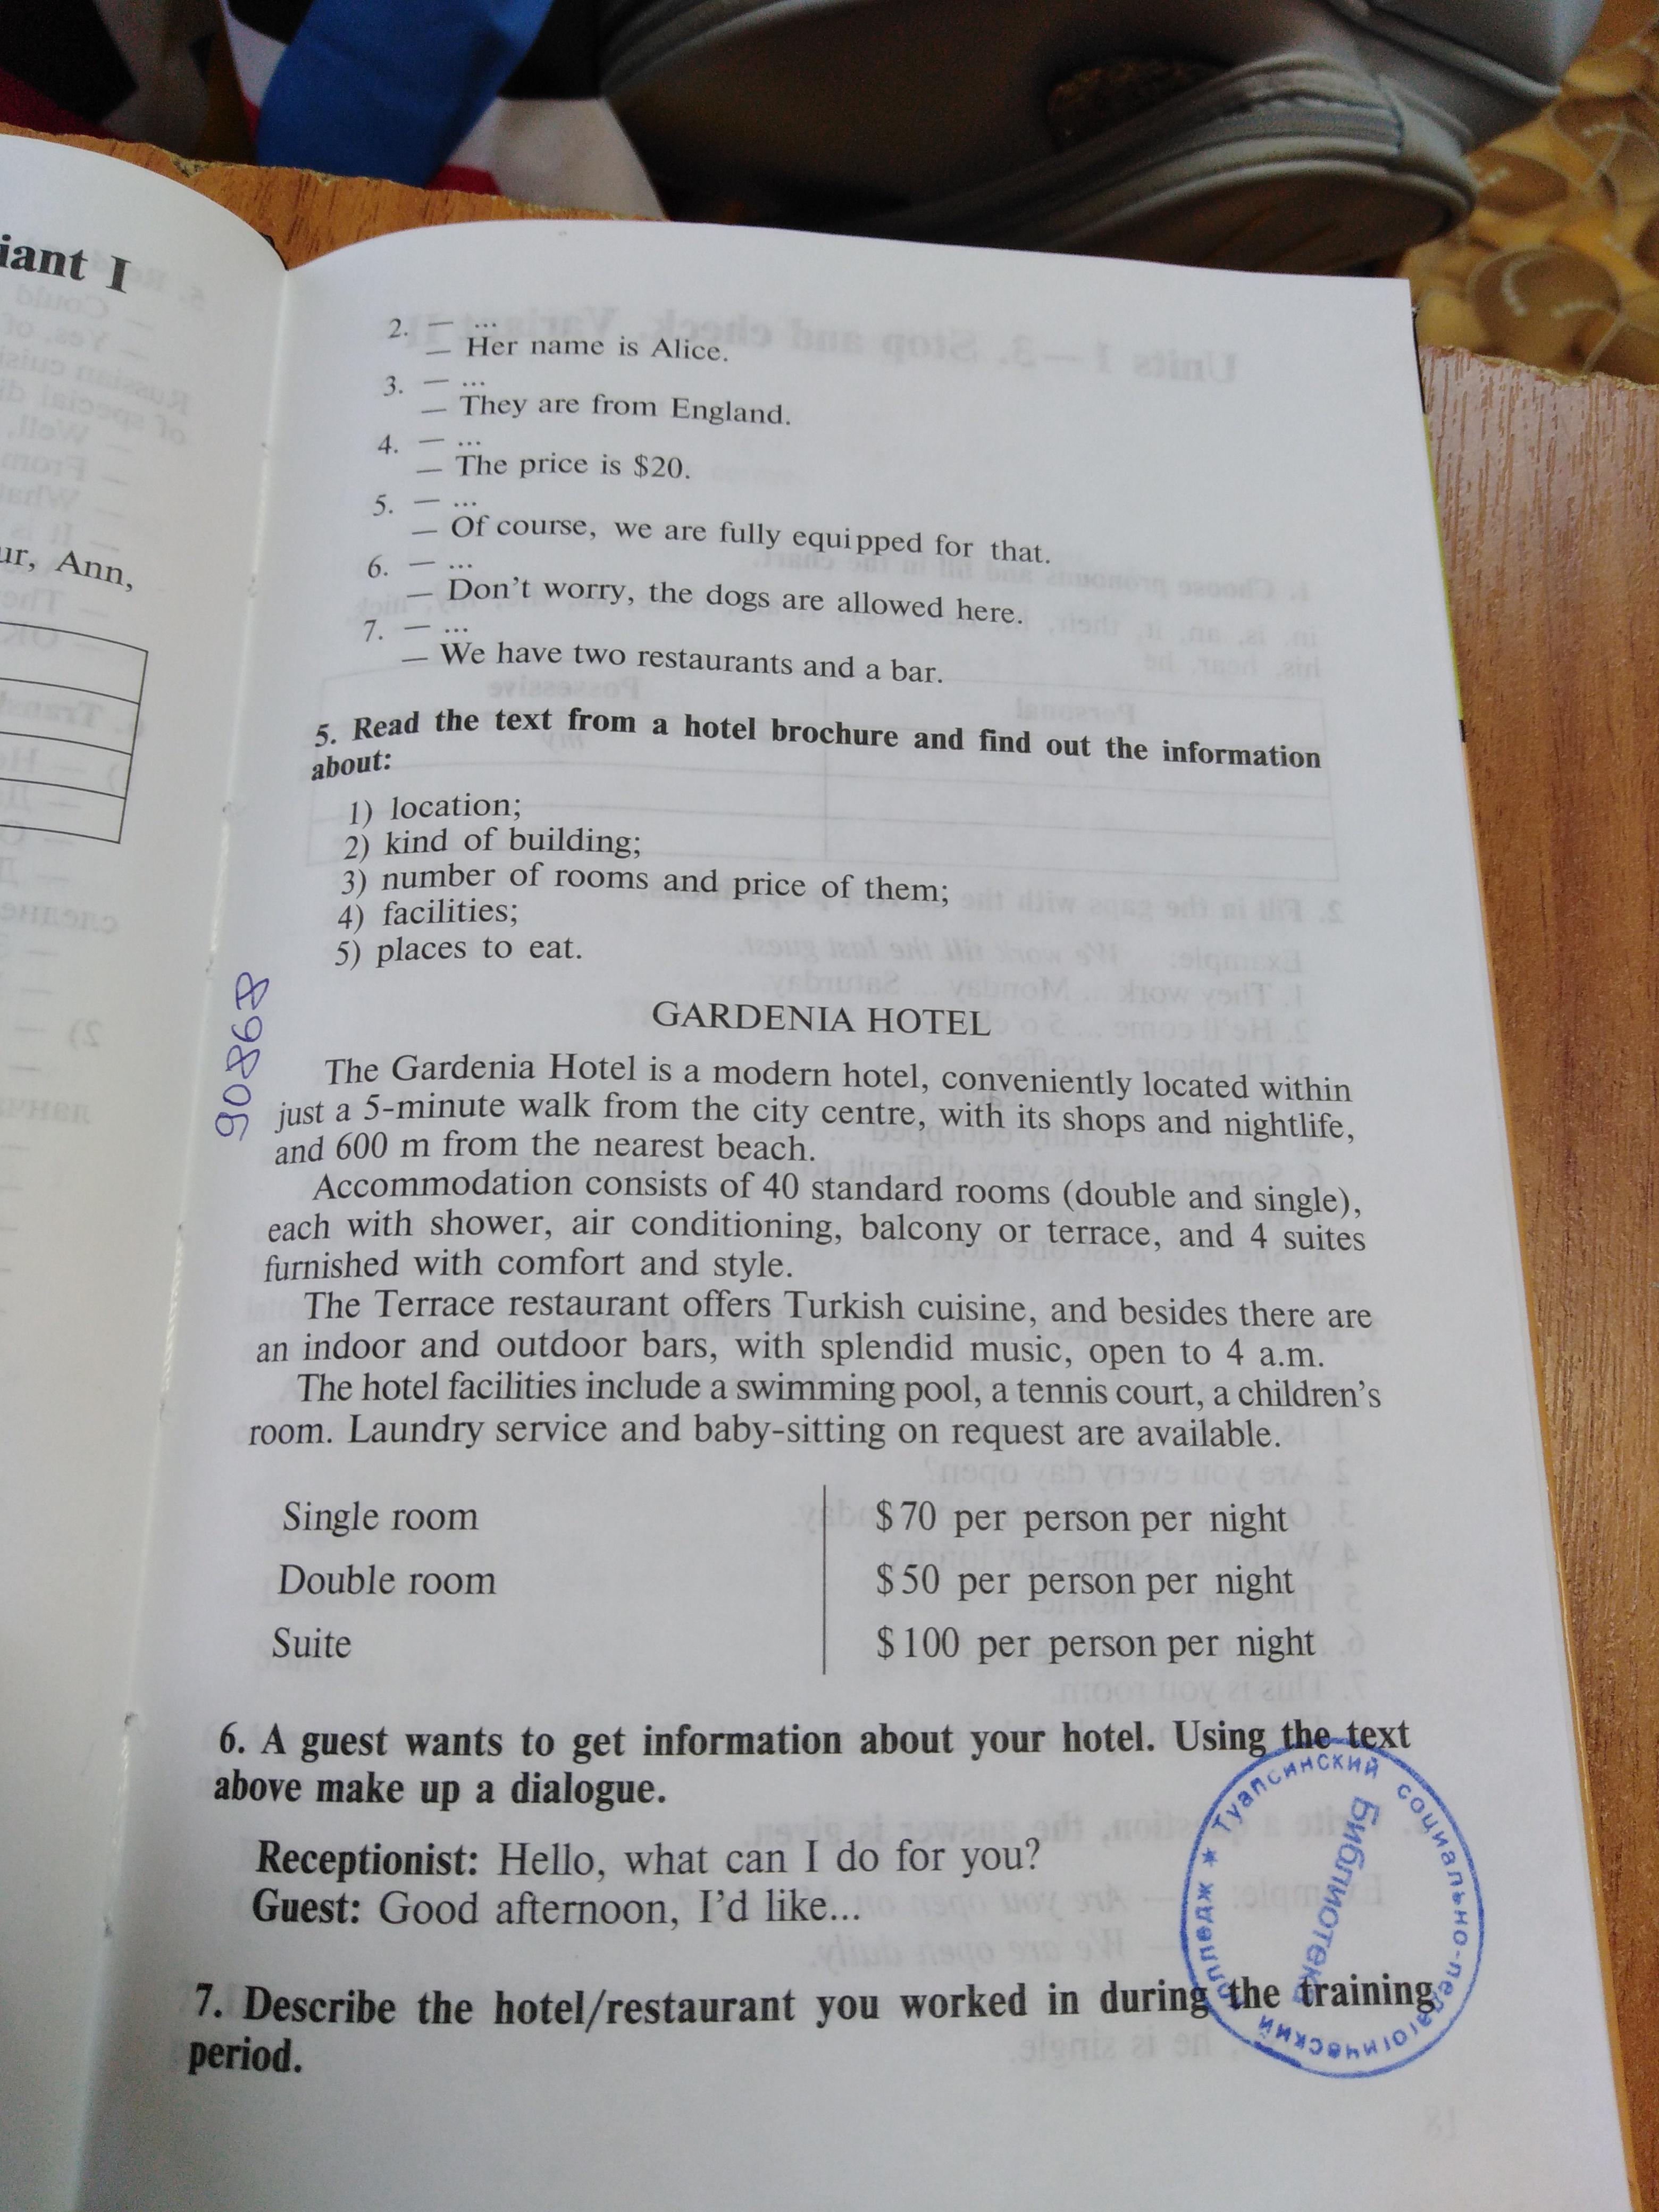 iant I
ur, Ann,
2. — ...
— Her name is Alice.
3. — ...
— They are from England.
4. — ...
— The price is $20.
5. — ...
— Of course, we are fully equipped for that.
6. — ...
— Don't worry, the dogs are allowed here.
7. — ...
— We have two restaurants and a bar.
5. Read the text from a hotel brochure and find out the information
about:
1) location;
2) kind of building;
3) number of rooms and price of them;
4) facilities;
5) places to eat.
90868
GARDENIA HOTEL
The Gardenia Hotel is a modern hotel, conveniently located within
just a 5-minute walk from the city centre, with its shops and nightlife,
and 600 m from the nearest beach.
Accommodation consists of 40 standard rooms (double and single),
each with shower, air conditioning, balcony or terrace, and 4 suites
furnished with comfort and style.
The Terrace restaurant offers Turkish cuisine, and besides there are
an indoor and outdoor bars, with splendid music, open to 4 a.m.
The hotel facilities include a swimming pool, a tennis court, a children's
room. Laundry service and baby-sitting on request are available.
Single room $70 per person per night
Double room $50 per person per night
Suite $100 per person per night
6. A guest wants to get information about your hotel. Using the text
above make up a dialogue.
Receptionist: Hello, what can I do for you?
Guest: Good afternoon, I'd like...
7. Describe the hotel/restaurant you worked in during the training
period.
Туапсинский социально-педагогический колледж
Библиотека